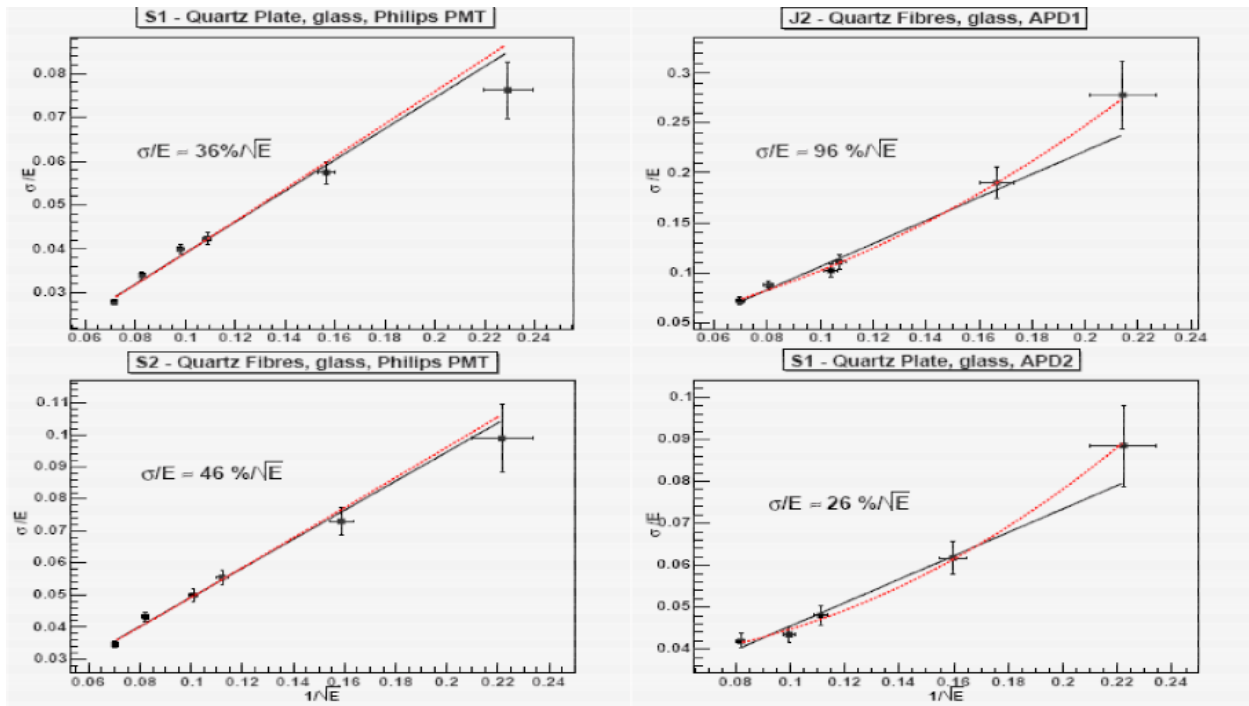 S1 - Quartz Plate, glass, Philips PMT
σ/E
0.08
0.07
0.06
0.05
0.04
0.03
σ/E = 36%/√E
0.06 0.08 0.1 0.12 0.14 0.16 0.18 0.2 0.22 0.24
J2 - Quartz Fibres, glass, APD1
σ/E
0.3
0.25
0.2
0.15
0.1
0.05
σ/E = 96 %/√E
0.06 0.08 0.1 0.12 0.14 0.16 0.18 0.2 0.22 0.24
S2 - Quartz Fibres, glass, Philips PMT
σ/E
0.11
0.1
0.09
0.08
0.07
0.06
0.05
0.04
0.03
σ/E = 46 %/√E
0.06 0.08 0.1 0.12 0.14 0.16 0.18 0.2 0.22 0.24
1/√E
S1 - Quartz Plate, glass, APD2
σ/E
0.1
0.09
0.08
0.07
0.06
0.05
0.04
σ/E = 26 %/√E
0.08 0.1 0.12 0.14 0.16 0.18 0.2 0.22 0.24
1/√E